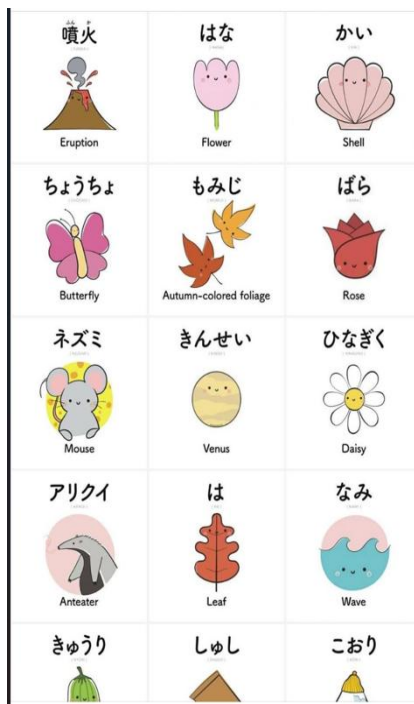 ふん か
噴火
はな
かい
Eruption
Flower
Shell
ちょうちょ
もみじ
ばら
Butterfly
Autumn-colored foliage
Rose
ネズミ
きんせい
ひなぎく
Mouse
Venus
Daisy
アリクイ
は
なみ
Anteater
Leaf
Wave
きゅうり
しゅし
こおり